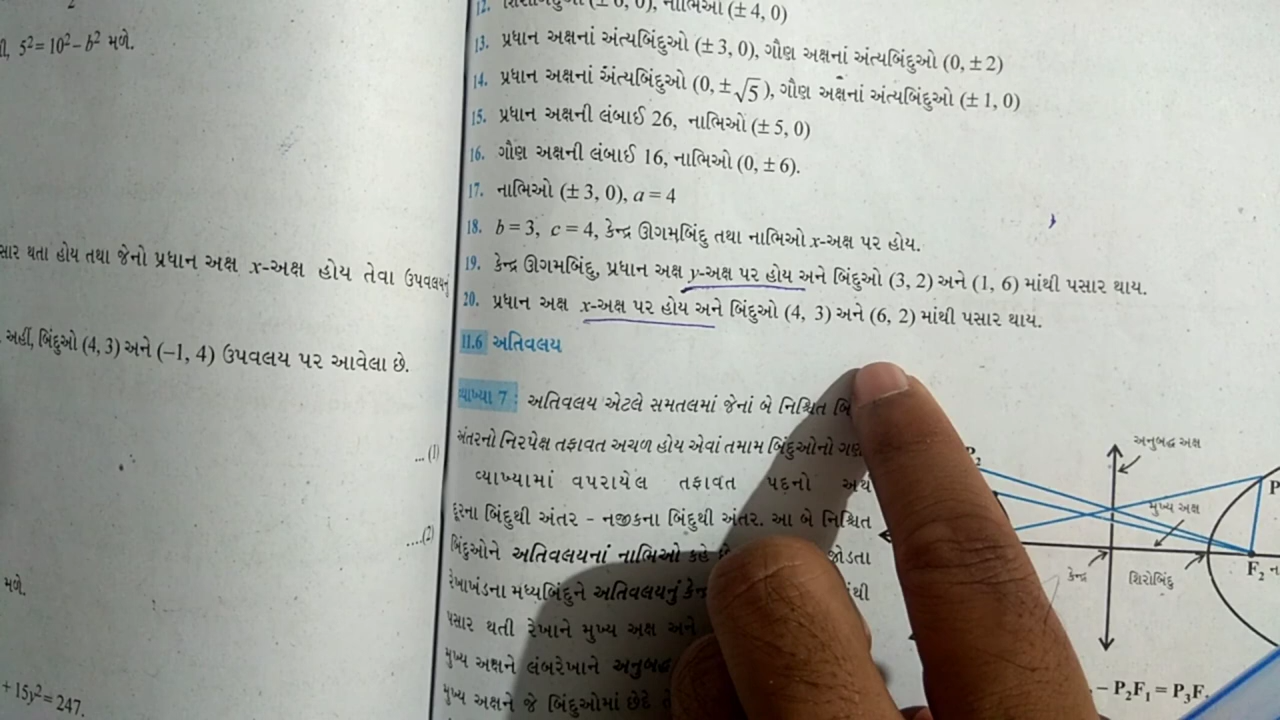 5² = 10² – b² મળે.
સાર થતા હોય તથા જેનો પ્રધાન અક્ષ x-અક્ષ હોય તેવા ઉપવલયનું
અહીં, બિંદુઓ (4, 3) અને (–1, 4) ઉપવલય પર આવેલા છે.
... (1)
....(2)
મળે.
+ 15y² = 247.
12. (± 6, 0), નાભિઓ (± 4, 0)
13. પ્રધાન અક્ષનાં અંત્યબિંદુઓ (± 3, 0), ગૌણ અક્ષનાં અંત્યબિંદુઓ (0, ± 2)
14. પ્રધાન અક્ષનાં અંત્યબિંદુઓ (0, ± √5), ગૌણ અક્ષનાં અંત્યબિંદુઓ (± 1, 0)
15. પ્રધાન અક્ષની લંબાઈ 26, નાભિઓ (± 5, 0)
16. ગૌણ અક્ષની લંબાઈ 16, નાભિઓ (0, ± 6).
17. નાભિઓ (± 3, 0), a = 4
18. b = 3, c = 4, કેન્દ્ર ઊગમબિંદુ તથા નાભિઓ x-અક્ષ પર હોય.
19. કેન્દ્ર ઊગમબિંદુ, પ્રધાન અક્ષ y-અક્ષ પર હોય અને બિંદુઓ (3, 2) અને (1, 6) માંથી પસાર થાય.
20. પ્રધાન અક્ષ x-અક્ષ પર હોય અને બિંદુઓ (4, 3) અને (6, 2) માંથી પસાર થાય.
11.6 અતિવલય
વ્યાખ્યા 7 : અતિવલય એટલે સમતલમાં જેનાં બે નિશ્ચિત
અંતરનો નિરપેક્ષ તફાવત અચળ હોય એવાં તમામ બિંદુઓનો
વ્યાખ્યામાં વપરાયેલ તફાવત પદનો અર્થ
દૂરના બિંદુથી અંતર – નજીકના બિંદુથી અંતર. આ બે નિશ્ચિત
બિંદુઓને અતિવલયનાં નાભિઓ કહે જોડતા
રેખાખંડના મધ્યબિંદુને અતિવલયનું
પસાર થતી રેખાને મુખ્ય અક્ષ અને
મુખ્ય અક્ષને લંબરેખાને
મુખ્ય અક્ષને જે બિંદુઓમાં છેદે
અનુબદ્ધ અક્ષ
મુખ્ય અક્ષ
કેન્દ્ર
શિરોબિંદુ
P
F₂
– P₂F₁ = P₃F